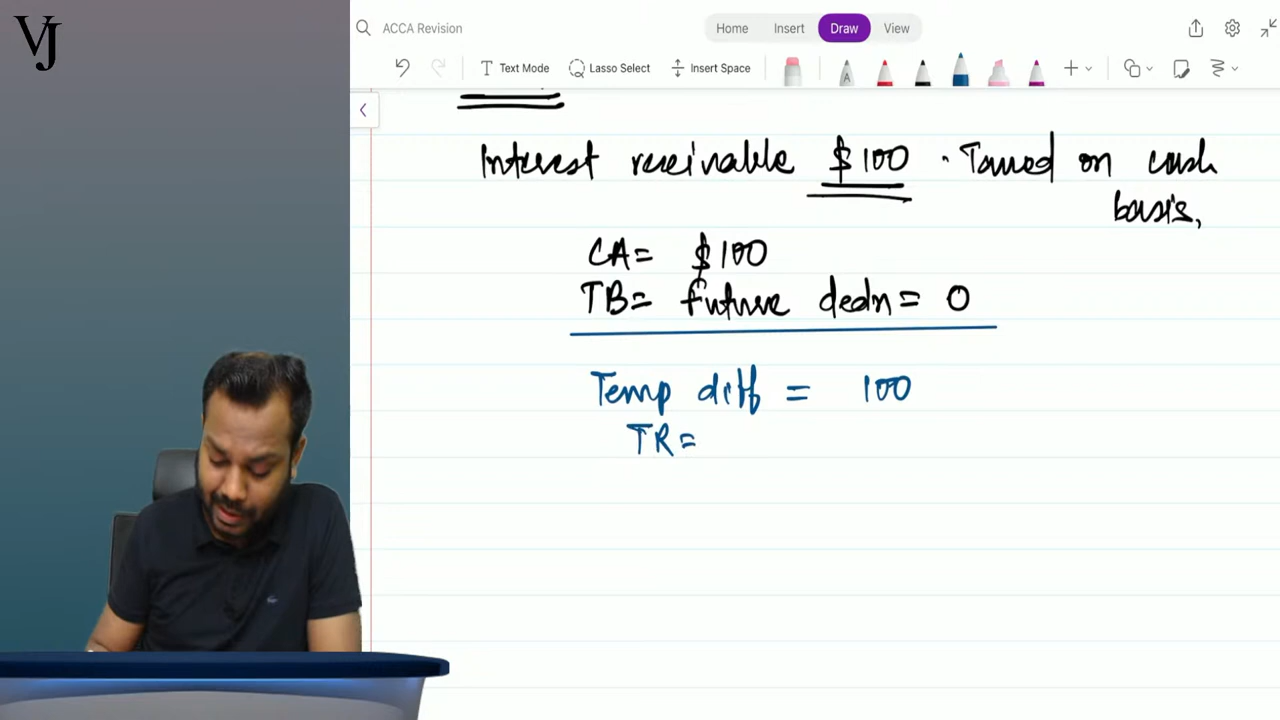 VJ
ACCA Revision
Home Insert Draw View
Text Mode Lasso Select Insert Space
A
Interest receivable $100. Taxed on cash
basis,
CA= $100
TB= future dedn = 0
Temp diff = 100
TR=